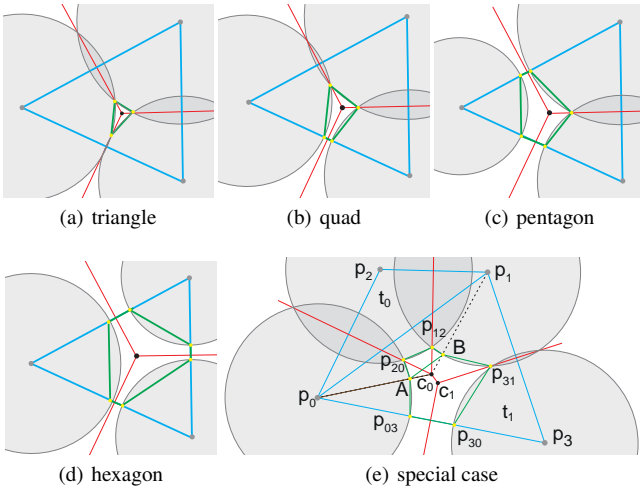 (a) triangle
(b) quad
(c) pentagon
p2
p1
t0
p12
B
p20
p31
A
c0
c1
p0
t1
p03
p30
p3
(d) hexagon
(e) special case